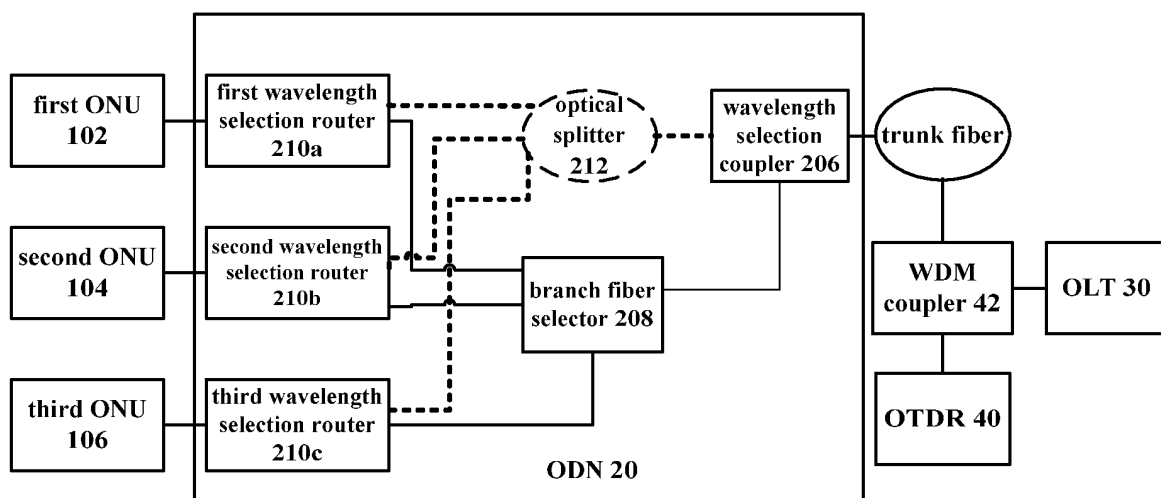 first ONU
102
first wavelength
selection router
210a
optical
splitter
212
wavelength
selection
coupler 206
trunk fiber
second ONU
104
second wavelength
selection router
210b
branch fiber
selector 208
WDM
coupler 42
OLT 30
third ONU
106
third wavelength
selection router
210c
OTDR 40
ODN 20